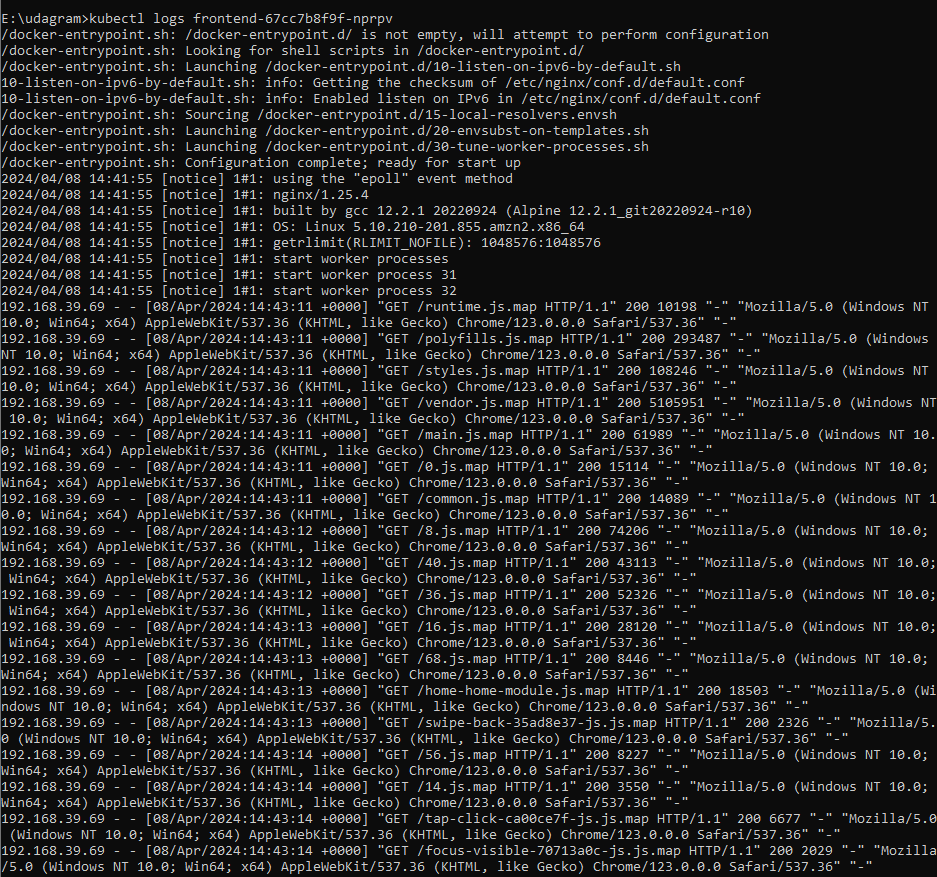 E:\udagram>kubectl logs frontend-67cc7b8f9f-nprpv
/docker-entrypoint.sh: /docker-entrypoint.d/ is not empty, will attempt to perform configuration
/docker-entrypoint.sh: Looking for shell scripts in /docker-entrypoint.d/
/docker-entrypoint.sh: Launching /docker-entrypoint.d/10-listen-on-ipv6-by-default.sh
10-listen-on-ipv6-by-default.sh: info: Getting the checksum of /etc/nginx/conf.d/default.conf
10-listen-on-ipv6-by-default.sh: info: Enabled listen on IPv6 in /etc/nginx/conf.d/default.conf
/docker-entrypoint.sh: Sourcing /docker-entrypoint.d/15-local-resolvers.envsh
/docker-entrypoint.sh: Launching /docker-entrypoint.d/20-envsubst-on-templates.sh
/docker-entrypoint.sh: Launching /docker-entrypoint.d/30-tune-worker-processes.sh
/docker-entrypoint.sh: Configuration complete; ready for start up
2024/04/08 14:41:55 [notice] 1#1: using the "epoll" event method
2024/04/08 14:41:55 [notice] 1#1: nginx/1.25.4
2024/04/08 14:41:55 [notice] 1#1: built by gcc 12.2.1 20220924 (Alpine 12.2.1_git20220924-r10)
2024/04/08 14:41:55 [notice] 1#1: OS: Linux 5.10.210-201.855.amzn2.x86_64
2024/04/08 14:41:55 [notice] 1#1: getrlimit(RLIMIT_NOFILE): 1048576:1048576
2024/04/08 14:41:55 [notice] 1#1: start worker processes
2024/04/08 14:41:55 [notice] 1#1: start worker process 31
2024/04/08 14:41:55 [notice] 1#1: start worker process 32
192.168.39.69 - - [08/Apr/2024:14:43:11 +0000] "GET /runtime.js.map HTTP/1.1" 200 10198 "-" "Mozilla/5.0 (Windows NT
10.0; Win64; x64) AppleWebKit/537.36 (KHTML, like Gecko) Chrome/123.0.0.0 Safari/537.36" "-"
192.168.39.69 - - [08/Apr/2024:14:43:11 +0000] "GET /polyfills.js.map HTTP/1.1" 200 293487 "-" "Mozilla/5.0 (Windows
NT 10.0; Win64; x64) AppleWebKit/537.36 (KHTML, like Gecko) Chrome/123.0.0.0 Safari/537.36" "-"
192.168.39.69 - - [08/Apr/2024:14:43:11 +0000] "GET /styles.js.map HTTP/1.1" 200 108246 "-" "Mozilla/5.0 (Windows NT
10.0; Win64; x64) AppleWebKit/537.36 (KHTML, like Gecko) Chrome/123.0.0.0 Safari/537.36" "-"
192.168.39.69 - - [08/Apr/2024:14:43:11 +0000] "GET /vendor.js.map HTTP/1.1" 200 5105951 "-" "Mozilla/5.0 (Windows NT
10.0; Win64; x64) AppleWebKit/537.36 (KHTML, like Gecko) Chrome/123.0.0.0 Safari/537.36" "-"
192.168.39.69 - - [08/Apr/2024:14:43:11 +0000] "GET /main.js.map HTTP/1.1" 200 61989 "-" "Mozilla/5.0 (Windows NT 10.
0; Win64; x64) AppleWebKit/537.36 (KHTML, like Gecko) Chrome/123.0.0.0 Safari/537.36" "-"
192.168.39.69 - - [08/Apr/2024:14:43:11 +0000] "GET /0.js.map HTTP/1.1" 200 15114 "-" "Mozilla/5.0 (Windows NT 10.0;
Win64; x64) AppleWebKit/537.36 (KHTML, like Gecko) Chrome/123.0.0.0 Safari/537.36" "-"
192.168.39.69 - - [08/Apr/2024:14:43:11 +0000] "GET /common.js.map HTTP/1.1" 200 14089 "-" "Mozilla/5.0 (Windows NT 1
0.0; Win64; x64) AppleWebKit/537.36 (KHTML, like Gecko) Chrome/123.0.0.0 Safari/537.36" "-"
192.168.39.69 - - [08/Apr/2024:14:43:12 +0000] "GET /8.js.map HTTP/1.1" 200 74206 "-" "Mozilla/5.0 (Windows NT 10.0;
Win64; x64) AppleWebKit/537.36 (KHTML, like Gecko) Chrome/123.0.0.0 Safari/537.36" "-"
192.168.39.69 - - [08/Apr/2024:14:43:12 +0000] "GET /40.js.map HTTP/1.1" 200 43113 "-" "Mozilla/5.0 (Windows NT 10.0;
Win64; x64) AppleWebKit/537.36 (KHTML, like Gecko) Chrome/123.0.0.0 Safari/537.36" "-"
192.168.39.69 - - [08/Apr/2024:14:43:12 +0000] "GET /36.js.map HTTP/1.1" 200 52326 "-" "Mozilla/5.0 (Windows NT 10.0;
Win64; x64) AppleWebKit/537.36 (KHTML, like Gecko) Chrome/123.0.0.0 Safari/537.36" "-"
192.168.39.69 - - [08/Apr/2024:14:43:13 +0000] "GET /16.js.map HTTP/1.1" 200 28120 "-" "Mozilla/5.0 (Windows NT 10.0;
Win64; x64) AppleWebKit/537.36 (KHTML, like Gecko) Chrome/123.0.0.0 Safari/537.36" "-"
192.168.39.69 - - [08/Apr/2024:14:43:13 +0000] "GET /68.js.map HTTP/1.1" 200 8446 "-" "Mozilla/5.0 (Windows NT 10.0;
Win64; x64) AppleWebKit/537.36 (KHTML, like Gecko) Chrome/123.0.0.0 Safari/537.36" "-"
192.168.39.69 - - [08/Apr/2024:14:43:13 +0000] "GET /home-home-module.js.map HTTP/1.1" 200 18503 "-" "Mozilla/5.0 (Wi
ndows NT 10.0; Win64; x64) AppleWebKit/537.36 (KHTML, like Gecko) Chrome/123.0.0.0 Safari/537.36" "-"
192.168.39.69 - - [08/Apr/2024:14:43:13 +0000] "GET /swipe-back-35ad8e37-js.js.map HTTP/1.1" 200 2326 "-" "Mozilla/5.
0 (Windows NT 10.0; Win64; x64) AppleWebKit/537.36 (KHTML, like Gecko) Chrome/123.0.0.0 Safari/537.36" "-"
192.168.39.69 - - [08/Apr/2024:14:43:14 +0000] "GET /56.js.map HTTP/1.1" 200 8227 "-" "Mozilla/5.0 (Windows NT 10.0;
Win64; x64) AppleWebKit/537.36 (KHTML, like Gecko) Chrome/123.0.0.0 Safari/537.36" "-"
192.168.39.69 - - [08/Apr/2024:14:43:14 +0000] "GET /14.js.map HTTP/1.1" 200 3550 "-" "Mozilla/5.0 (Windows NT 10.0;
Win64; x64) AppleWebKit/537.36 (KHTML, like Gecko) Chrome/123.0.0.0 Safari/537.36" "-"
192.168.39.69 - - [08/Apr/2024:14:43:14 +0000] "GET /tap-click-ca00ce7f-js.js.map HTTP/1.1" 200 6677 "-" "Mozilla/5.0
(Windows NT 10.0; Win64; x64) AppleWebKit/537.36 (KHTML, like Gecko) Chrome/123.0.0.0 Safari/537.36" "-"
192.168.39.69 - - [08/Apr/2024:14:43:14 +0000] "GET /focus-visible-70713a0c-js.js.map HTTP/1.1" 200 2029 "-" "Mozilla
/5.0 (Windows NT 10.0; Win64; x64) AppleWebKit/537.36 (KHTML, like Gecko) Chrome/123.0.0.0 Safari/537.36" "-"